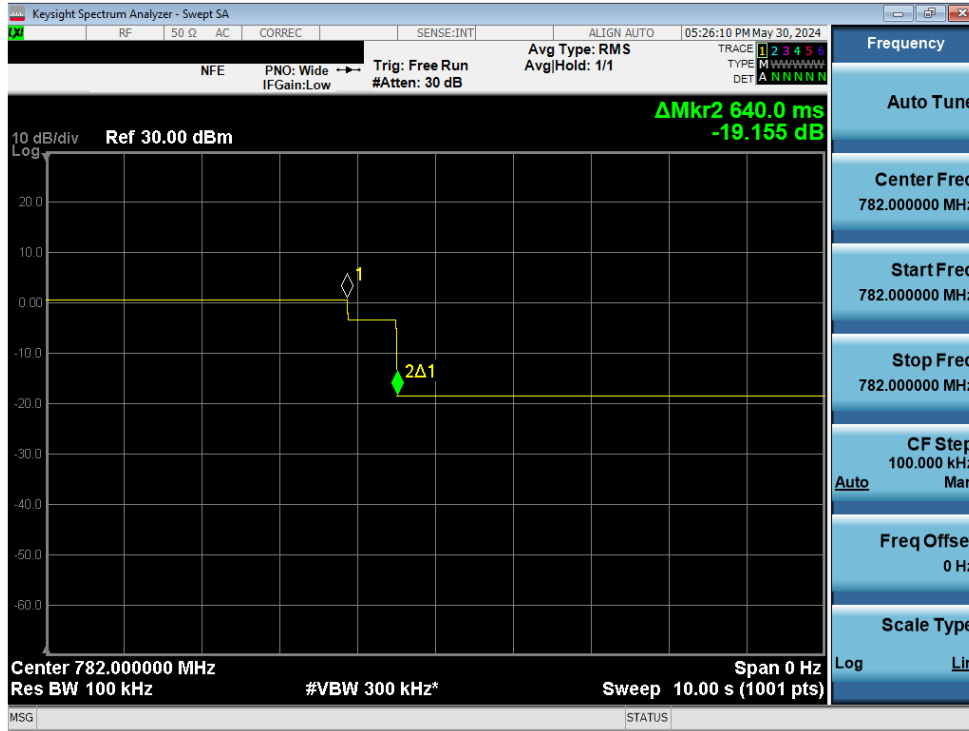 Keysight Spectrum Analyzer - Swept SA
LXI RF 50 Ω AC CORREC SENSE:INT ALIGN AUTO 05:26:10 PM May 30, 2024
NFE PNO: Wide Trig: Free Run Avg Type: RMS TRACE 1 2 3 4 5 6
IFGain:Low #Atten: 30 dB Avg|Hold: 1/1 TYPE M WWWWW
DET A N N N N N
ΔMkr2 640.0 ms
-19.155 dB
10 dB/div Ref 30.00 dBm
Log
20.0
10.0
0.00
-10.0
-20.0
-30.0
-40.0
-50.0
-60.0
1
2Δ1
Center 782.000000 MHz Span 0 Hz
Res BW 100 kHz #VBW 300 kHz* Sweep 10.00 s (1001 pts)
MSG STATUS
Frequency
Auto Tune
Center Freq
782.000000 MHz
Start Freq
782.000000 MHz
Stop Freq
782.000000 MHz
CF Step
100.000 kHz
Auto Man
Freq Offset
0 Hz
Scale Type
Log Lin